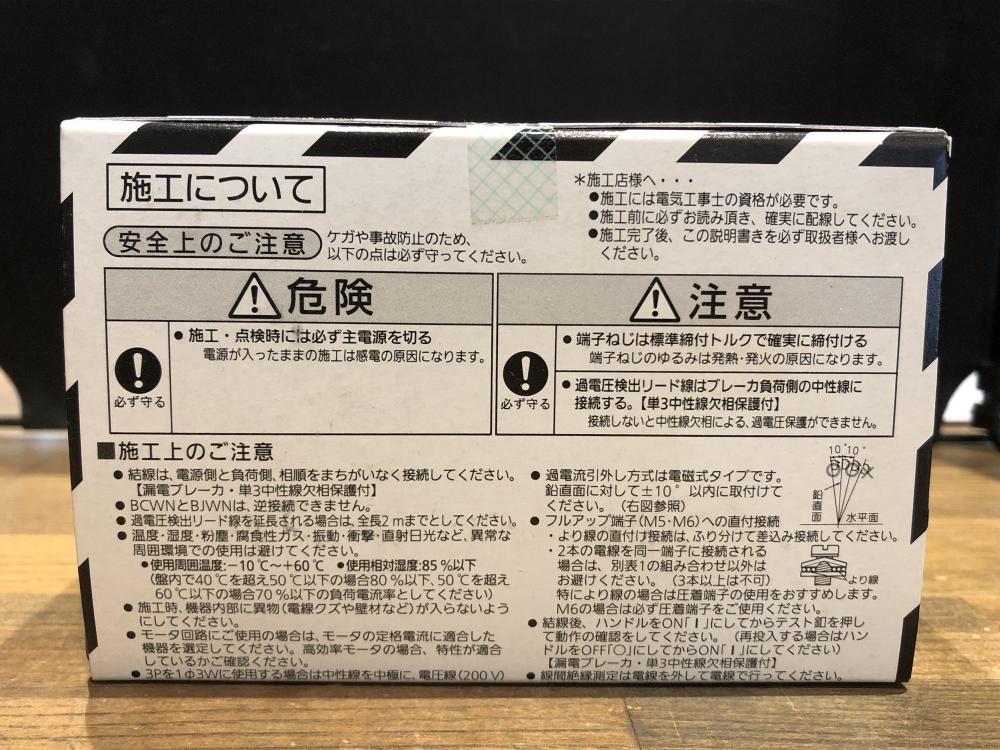 施工について
*施工店様へ・・・
●施工には電気工事士の資格が必要です。
●施工前に必ずお読み頂き、確実に配線してください。
●施工完了後、この説明書きを必ず取扱者様へお渡し
ください。
安全上のご注意
ケガや事故防止のため、
以下の点は必ず守ってください。
危険
必ず守る
●施工・点検時には必ず主電源を切る
電源が入ったままの施工は感電の原因になります。
注意
必ず守る
●端子ねじは標準締付トルクで確実に締付ける
端子ねじのゆるみは発熱・発火の原因になります。
●過電圧検出リード線はブレーカ負荷側の中性線に
接続する。【単3中性線欠相保護付】
接続しないと中性線欠相による、過電圧保護ができません。
■施工上のご注意
●結線は、電源側と負荷側、相順をまちがいなく接続してください。
【漏電ブレーカ・単3中性線欠相保護付】
●BCWNとBJWNは、逆接続できません。
●過電圧検出リード線を延長される場合は、全長2mまでとしてください。
●温度・湿度・粉塵・腐食性ガス・振動・衝撃・直射日光など、異常な
周囲環境での使用は避けてください。
●使用周囲温度:−10℃～+60℃ ●使用相対湿度:85%以下
(盤内で40℃を超え50℃以下の場合80%以下、50℃を超え
60℃以下の場合70%以下の負荷電流率としてください)
●施工時、機器内部に異物(電線クズや壁材など)が入らないよう
にしてください。
●モータ回路にご使用の場合は、モータの定格電流に適合した
機器を選定してください。高効率モータの場合、特性が適合
しているかご確認ください。
●3Pを1φ3Wに使用する場合は中性線を中極に、電圧線(200V)
●過電流引外し方式は電磁式タイプです。
鉛直面に対して±10°以内に取付けて
ください。(右図参照)
10°10°
鉛直面
水平面
●フルアップ端子(M5・M6)への直付接続
・より線の直付け接続は、ふり分けて差込み接続してください。
・2本の電線を同一端子に接続される
場合は、別表1の組み合わせ以外は
お避けください。(3本以上は不可)
特により線の場合は圧着端子の使用をおすすめします。
M6の場合は必ず圧着端子をご使用ください。
より線
●結線後、ハンドルをON「I」にしてからテスト釦を押し
て動作の確認をしてください。(再投入する場合はハン
ドルをOFF「○」にしてからON「I」にしてください)
【漏電ブレーカ・単3中性線欠相保護付】
●線間絶縁測定は電線を外して電線で行ってください。